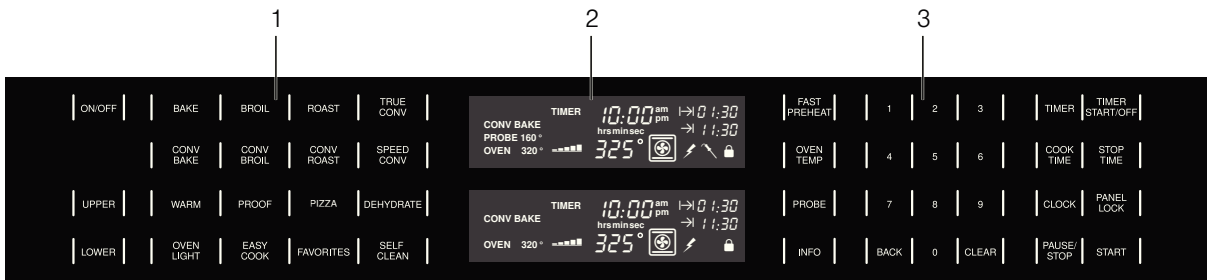 1 2 3
ON/OFF BAKE BROIL ROAST TRUE CONV
CONV BAKE CONV BROIL CONV ROAST SPEED CONV
UPPER WARM PROOF PIZZA DEHYDRATE
LOWER OVEN LIGHT EASY COOK FAVORITES SELF CLEAN
TIMER 10:00 am pm 01:30
CONV BAKE hrs min sec 11:30
PROBE 160°
OVEN 320° 325°
TIMER 10:00 am pm 01:30
CONV BAKE hrs min sec 11:30
OVEN 320° 325°
FAST PREHEAT 1 2 3 TIMER TIMER START/OFF
OVEN TEMP 4 5 6 COOK TIME STOP TIME
PROBE 7 8 9 CLOCK PANEL LOCK
INFO BACK 0 CLEAR PAUSE/ STOP START